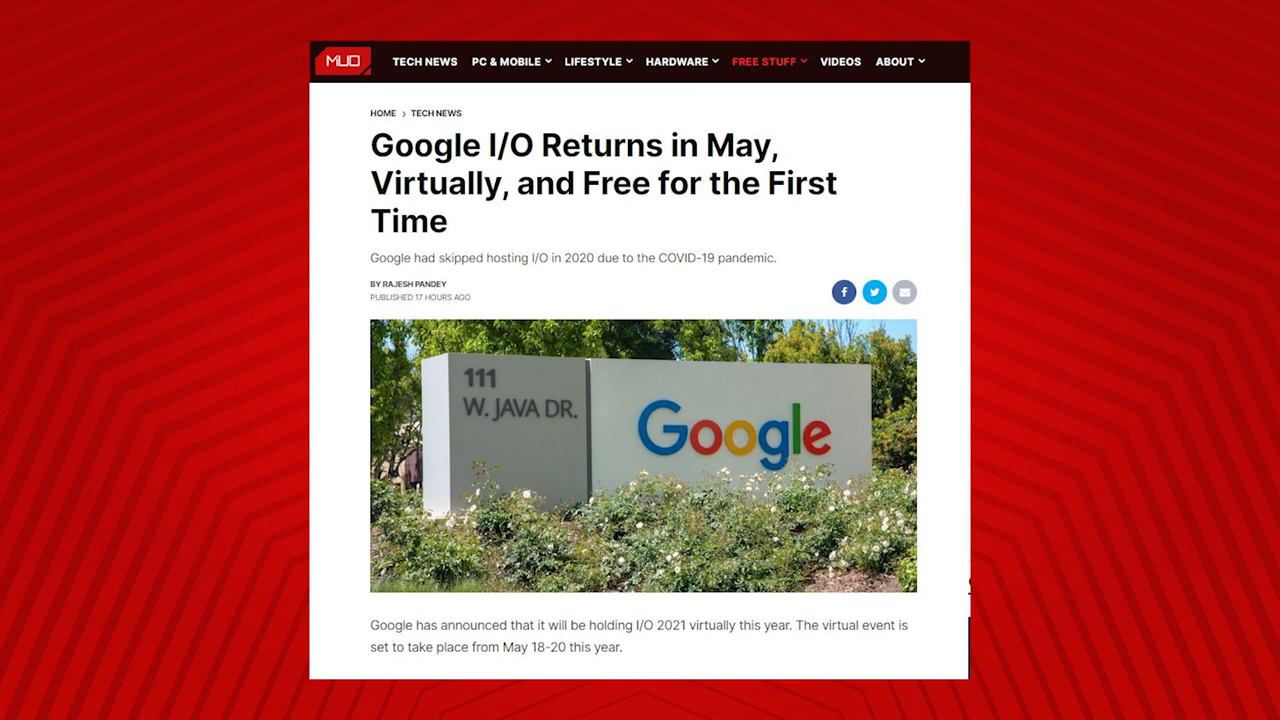 MUO
TECH NEWS PC & MOBILE LIFESTYLE HARDWARE FREE STUFF VIDEOS ABOUT
HOME > TECH NEWS
Google I/O Returns in May,
Virtually, and Free for the First
Time
Google had skipped hosting I/O in 2020 due to the COVID-19 pandemic.
BY RAJESH PANDEY
PUBLISHED 17 HOURS AGO
111
W. JAVA DR.
Google
Google has announced that it will be holding I/O 2021 virtually this year. The virtual event is
set to take place from May 18-20 this year.